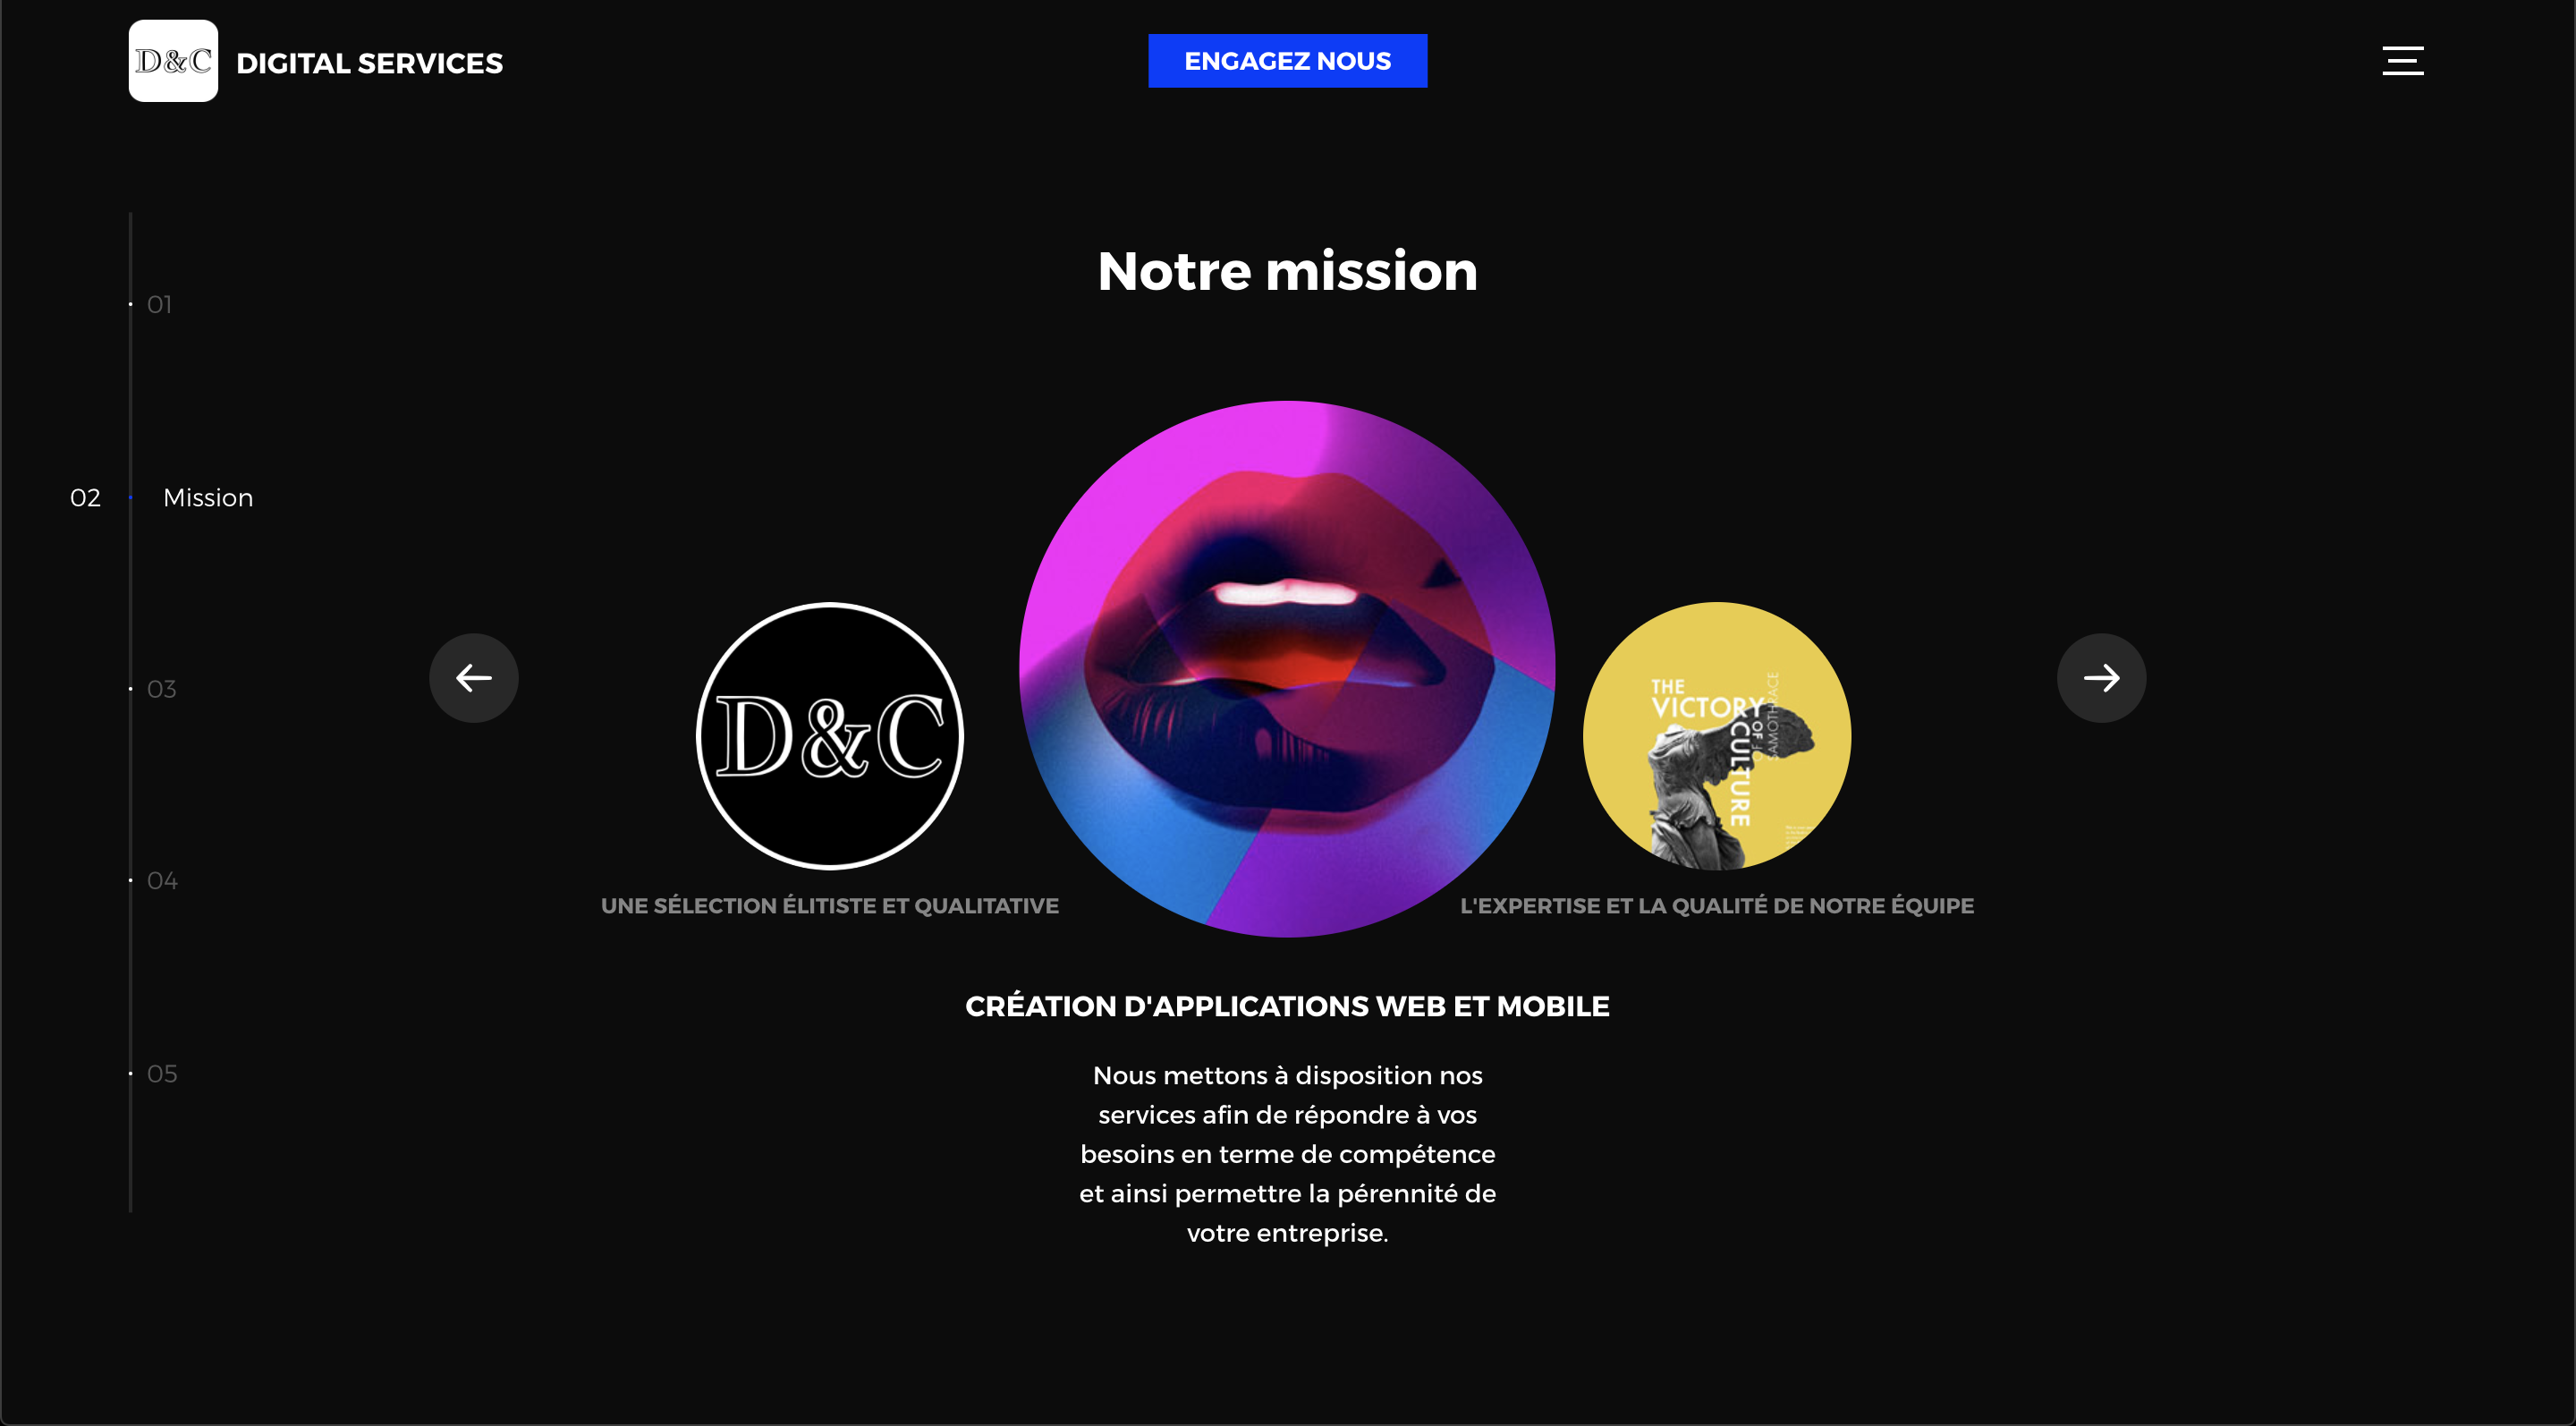 D&C
DIGITAL SERVICES
ENGAGEZ NOUS
Notre mission
01
02 Mission
03
04
05
D&C
UNE SÉLECTION ÉLITISTE ET QUALITATIVE
THE
VICTORY
OF
CULTURE
OF
SAMOTHRACE
L'EXPERTISE ET LA QUALITÉ DE NOTRE ÉQUIPE
CRÉATION D'APPLICATIONS WEB ET MOBILE
Nous mettons à disposition nos
services afin de répondre à vos
besoins en terme de compétence
et ainsi permettre la pérennité de
votre entreprise.